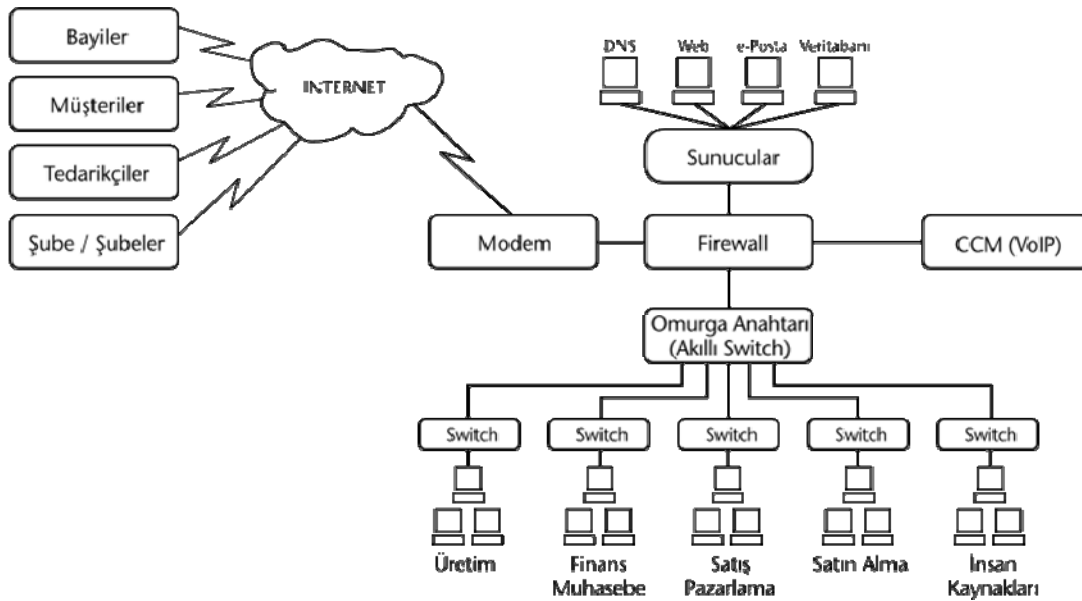 Bayiler
Müşteriler
Tedarikçiler
Şube / Şubeler
INTERNET
DNS
Web
e-Posta
Veritabanı
Sunucular
Modem
Firewall
CCM (VoIP)
Omurga Anahtarı
(Akıllı Switch)
Switch
Switch
Switch
Switch
Switch
Üretim
Finans
Muhasebe
Satış
Pazarlama
Satın Alma
İnsan
Kaynakları